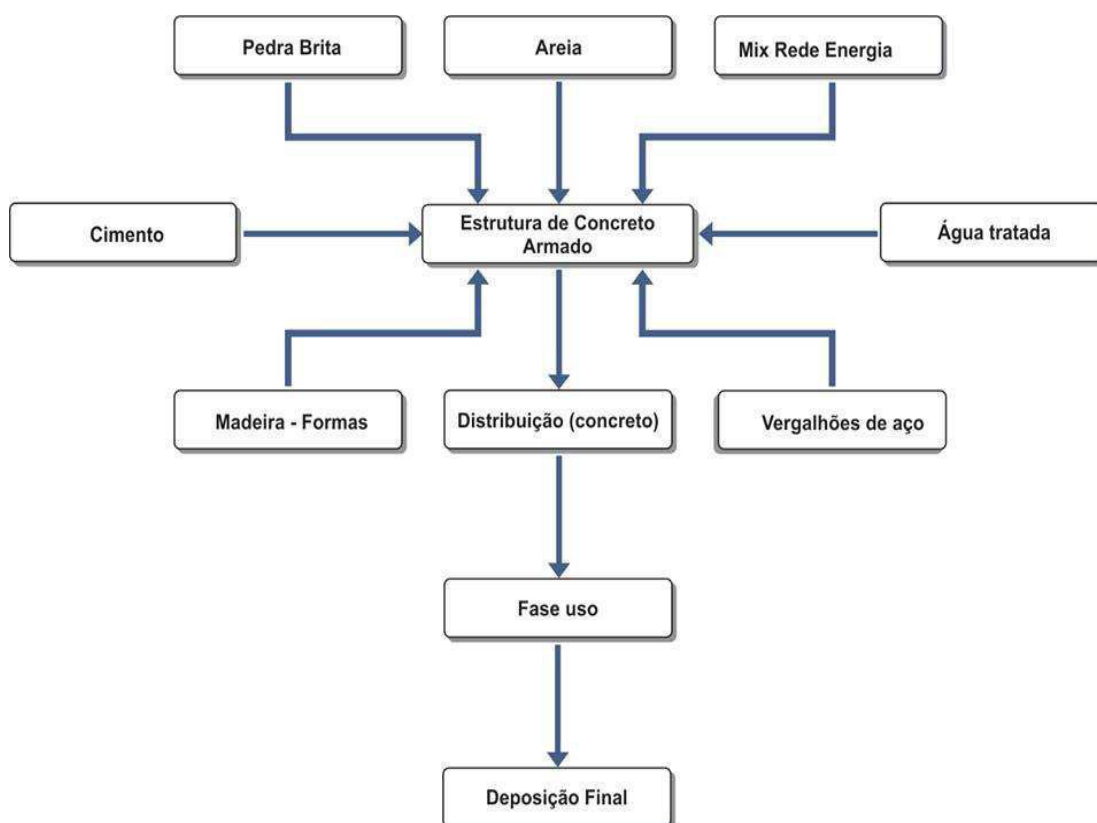 Pedra Brita
Areia
Mix Rede Energia
Cimento
Estrutura de Concreto
Armado
Água tratada
Madeira - Formas
Distribuição (concreto)
Vergalhões de aço
Fase uso
Deposição Final